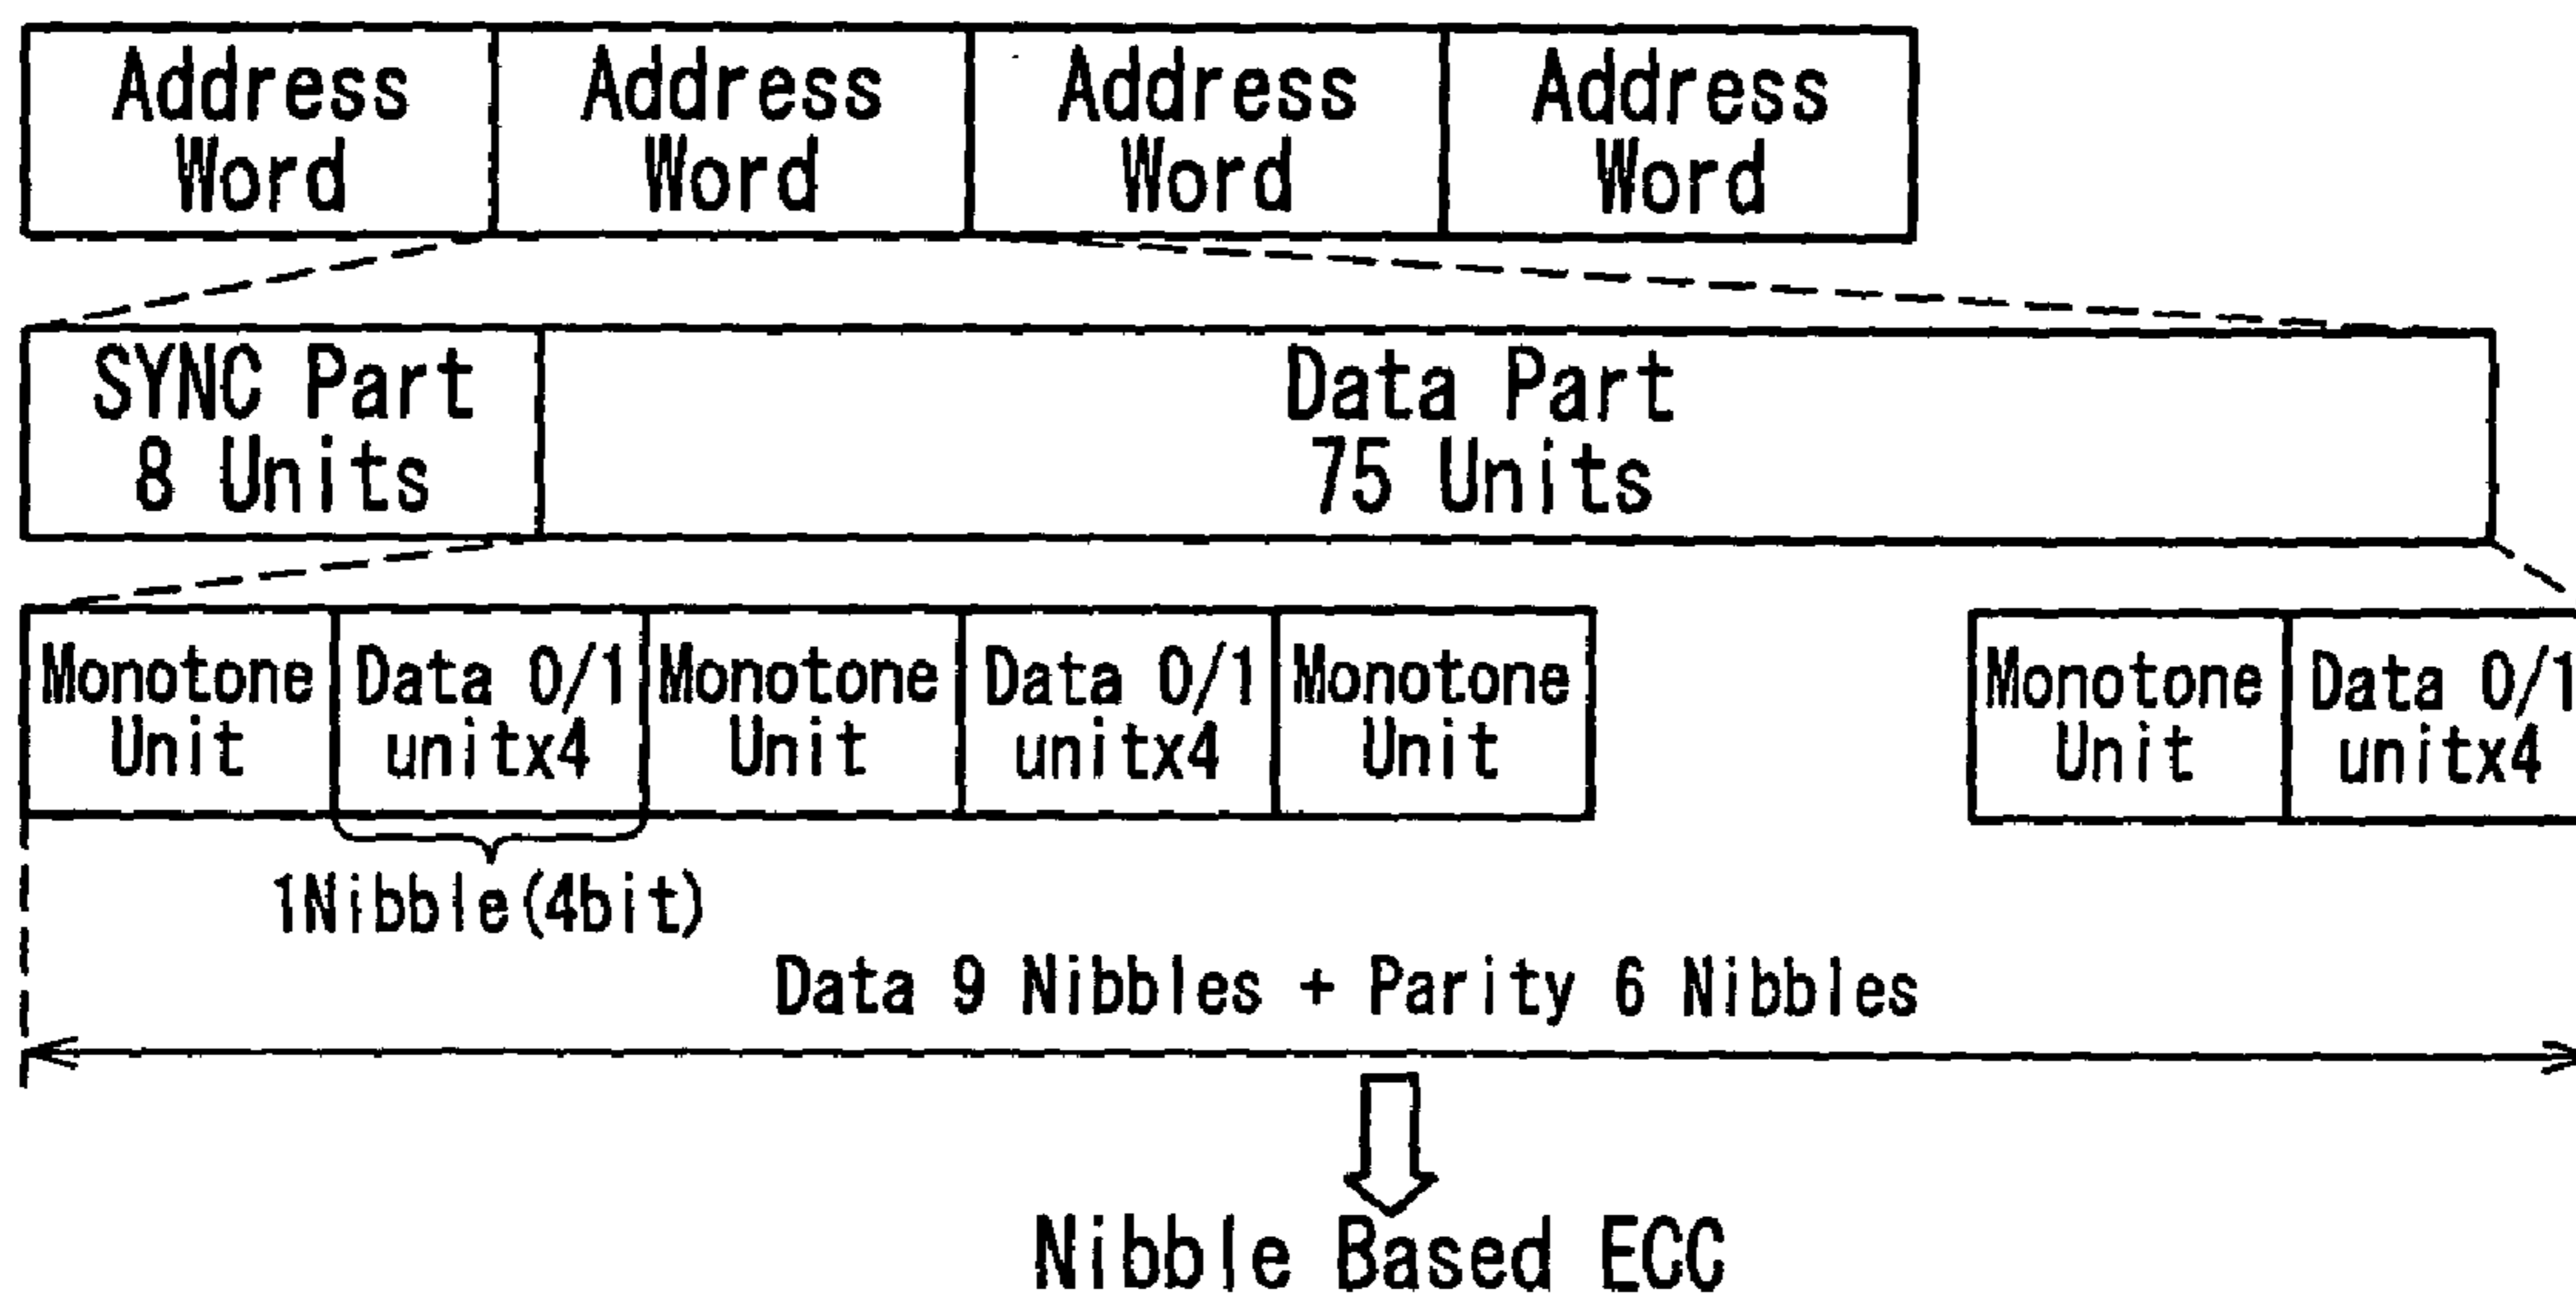 Address
Word
Address
Word
Address
Word
Address
Word
SYNC Part
8 Units
Data Part
75 Units
Monotone
Unit
Data 0/1
unitx4
Monotone
Unit
Data 0/1
unitx4
Monotone
Unit
Monotone
Unit
Data 0/1
unitx4
1Nibble(4bit)
Data 9 Nibbles + Parity 6 Nibbles
Nibble Based ECC